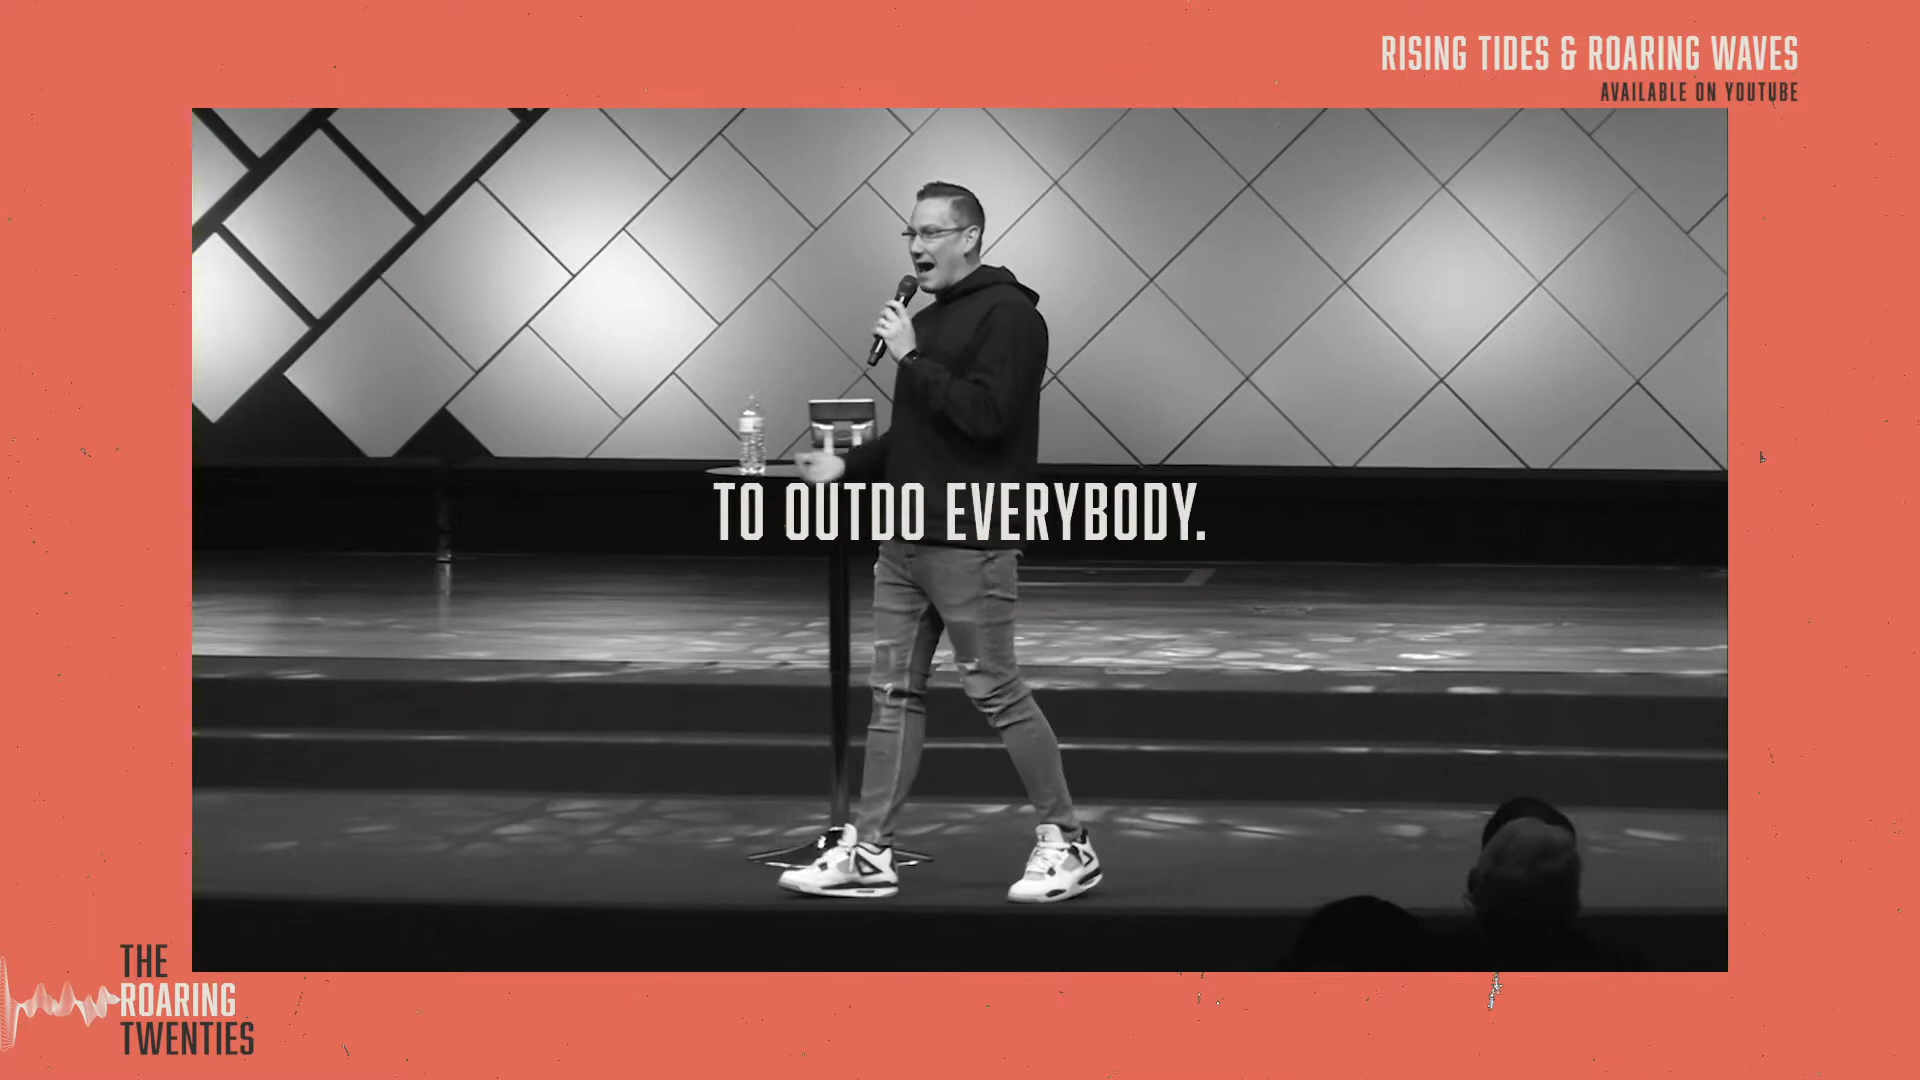 RISING TIDES & ROARING WAVES
AVAILABLE ON YOUTUBE
TO OUTDO EVERYBODY.
THE
ROARING
TWENTIES